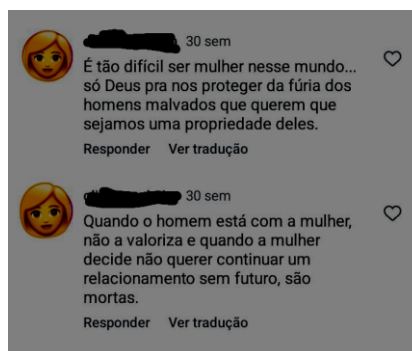 30 sem
É tão difícil ser mulher nesse mundo...
só Deus pra nos proteger da fúria dos
homens malvados que querem que
sejamos uma propriedade deles.
Responder Ver tradução
30 sem
Quando o homem está com a mulher,
não a valoriza e quando a mulher
decide não querer continuar um
relacionamento sem futuro, são
mortas.
Responder Ver tradução